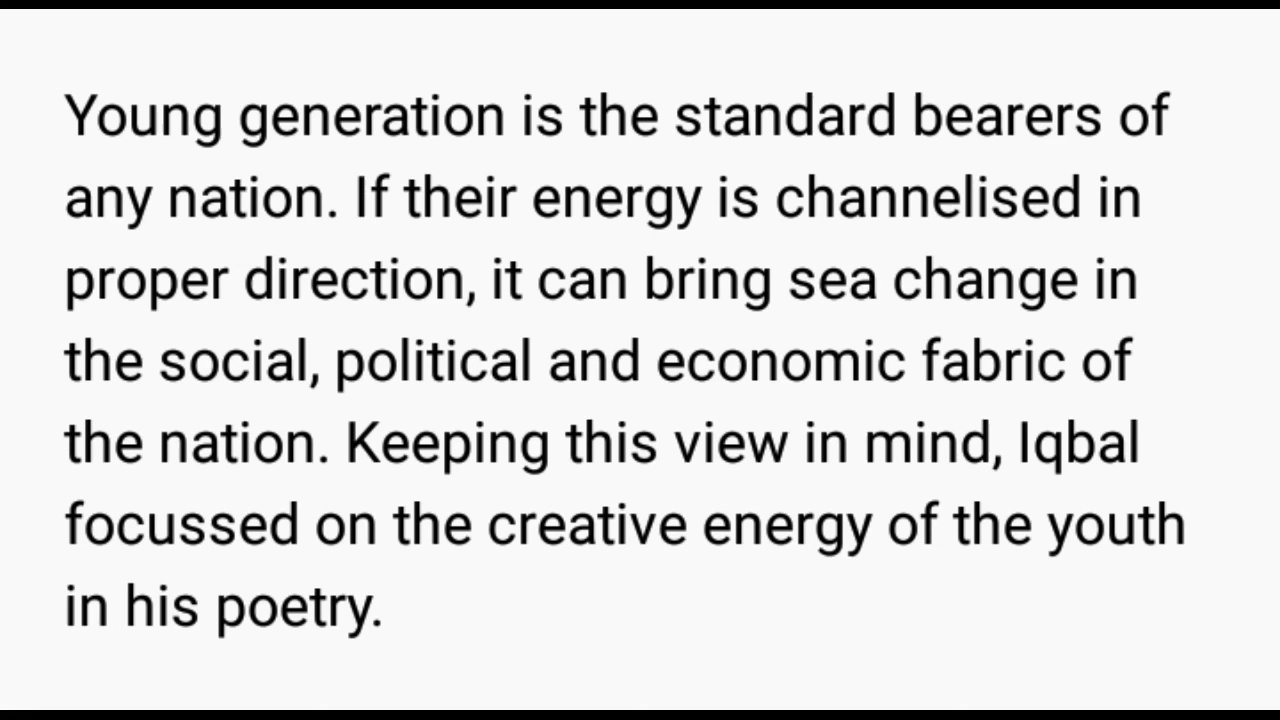 Young generation is the standard bearers of
any nation. If their energy is channelised in
proper direction, it can bring sea change in
the social, political and economic fabric of
the nation. Keeping this view in mind, Iqbal
focussed on the creative energy of the youth
in his poetry.